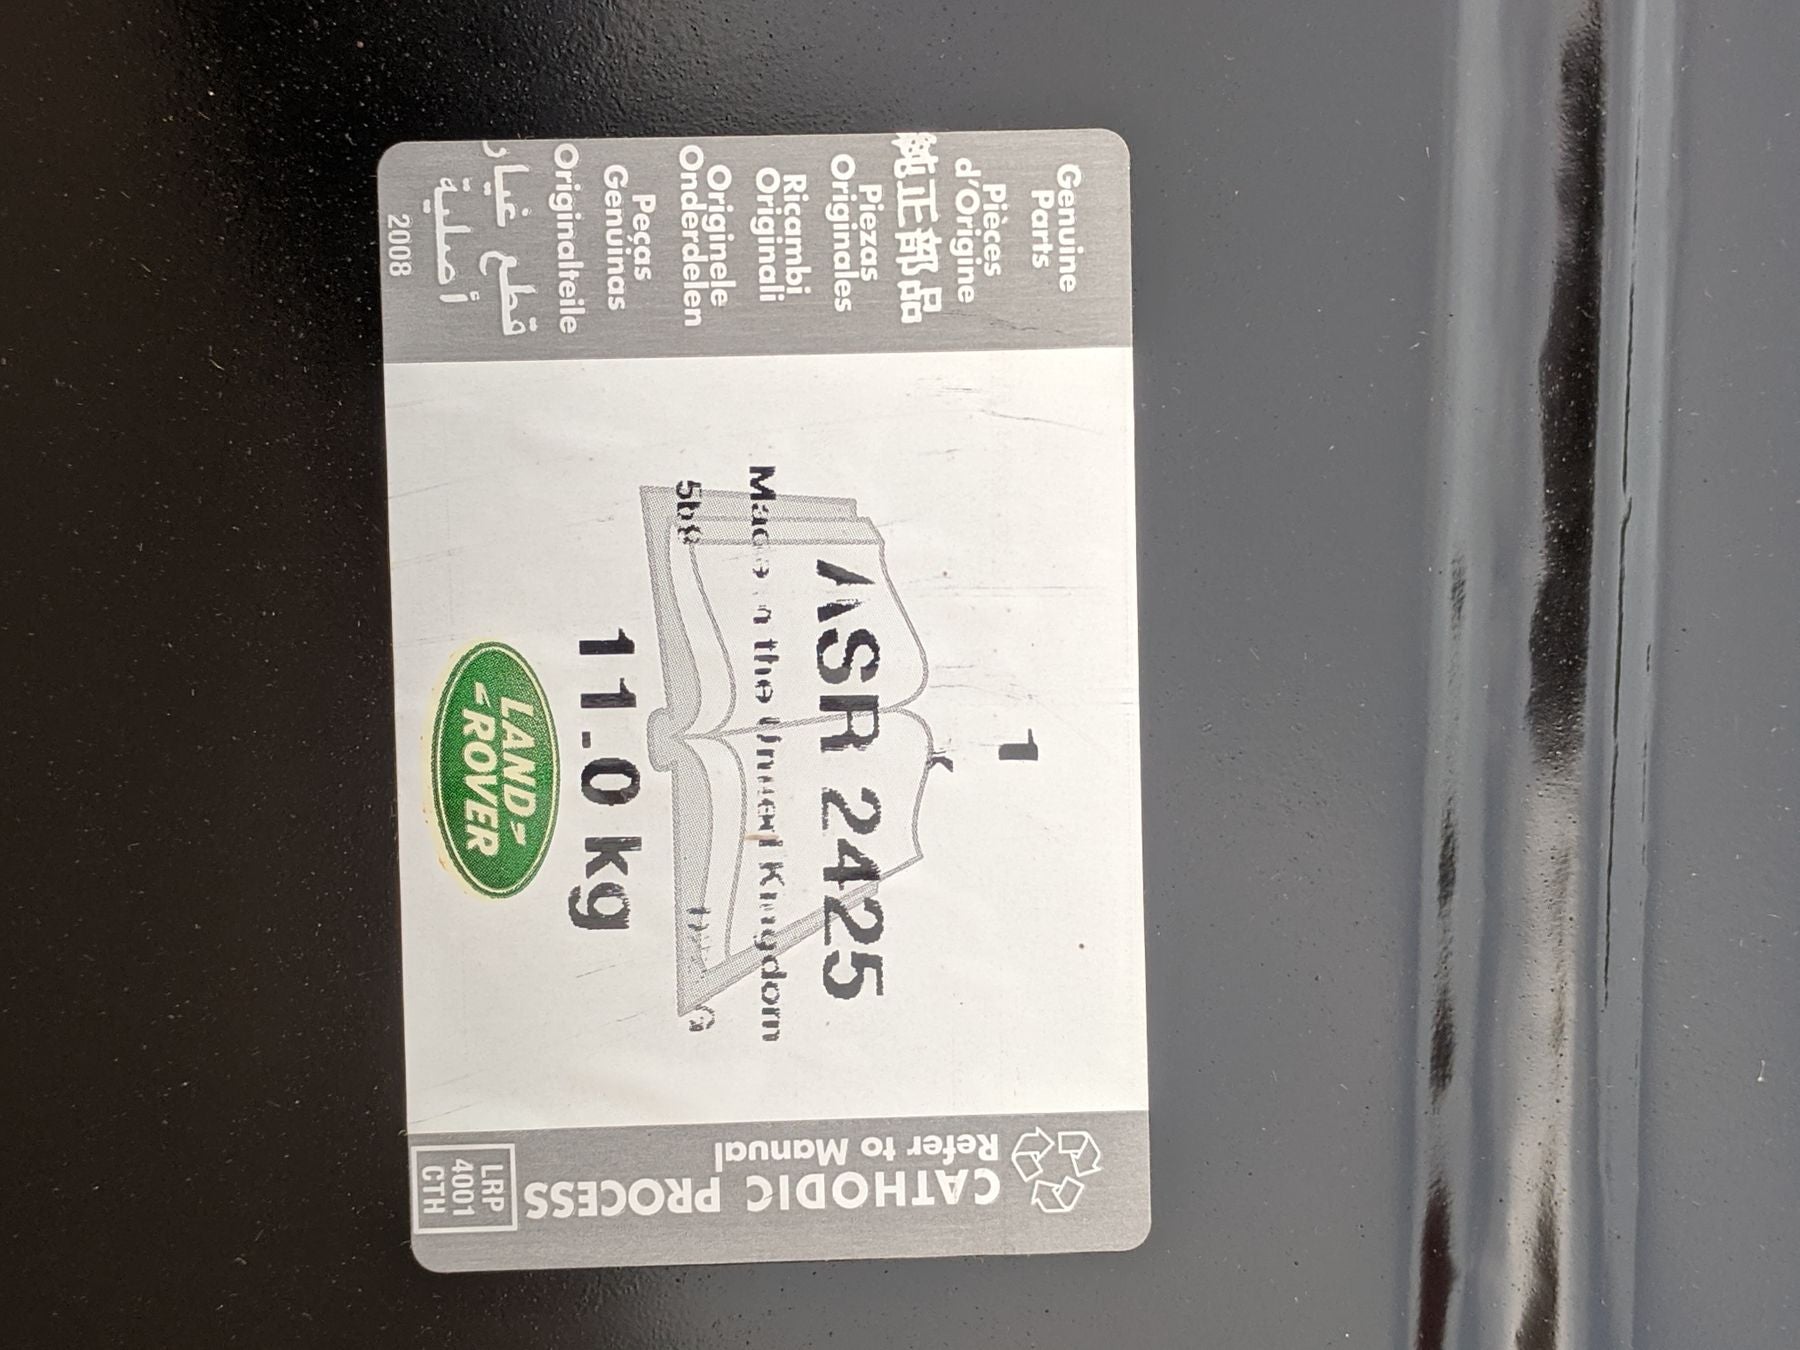 Genuine
Parts
Pièces
d'Origine
純正部品
Piezas
Originales
Ricambi
Originali
Originele
Onderdelen
Peças
Genuinas
Originalteile
قطع غيار
أصلية
2008
1
ASR 2425
Made in the United Kingdom
11.0 kg
LAND
ROVER
CATHODIC PROCESS
Refer to Manual
LRP
4001
CTH